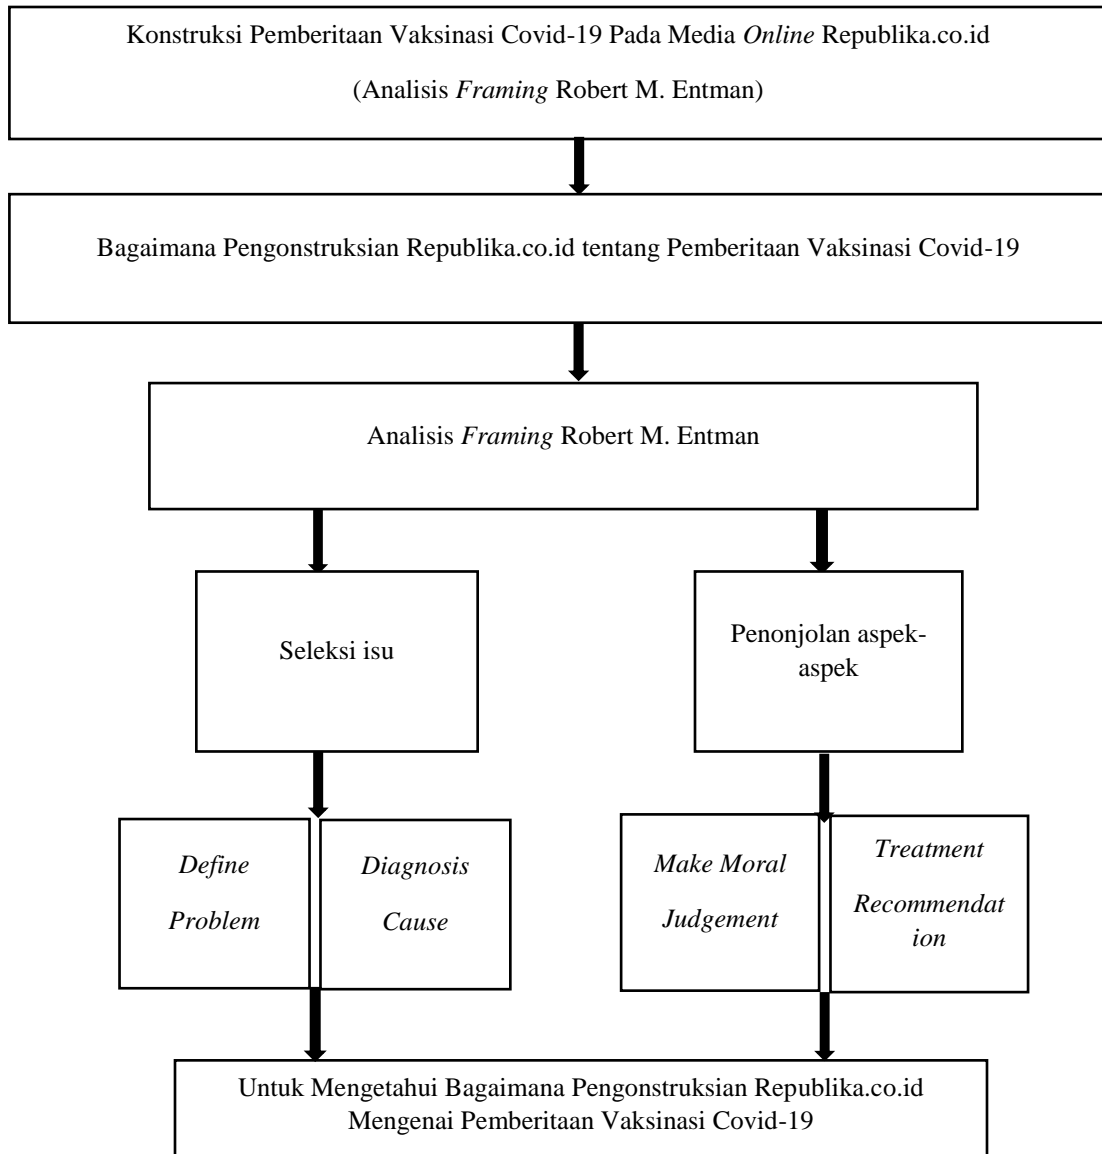 Konstruksi Pemberitaan Vaksinasi Covid-19 Pada Media Online Republika.co.id
(Analisis Framing Robert M. Entman)
Bagaimana Pengonstruksian Republika.co.id tentang Pemberitaan Vaksinasi Covid-19
Analisis Framing Robert M. Entman
Seleksi isu
Penonjolan aspek-
aspek
Define
Problem
Diagnosis
Cause
Make Moral
Judgement
Treatment
Recommendat
ion
Untuk Mengetahui Bagaimana Pengonstruksian Republika.co.id
Mengenai Pemberitaan Vaksinasi Covid-19